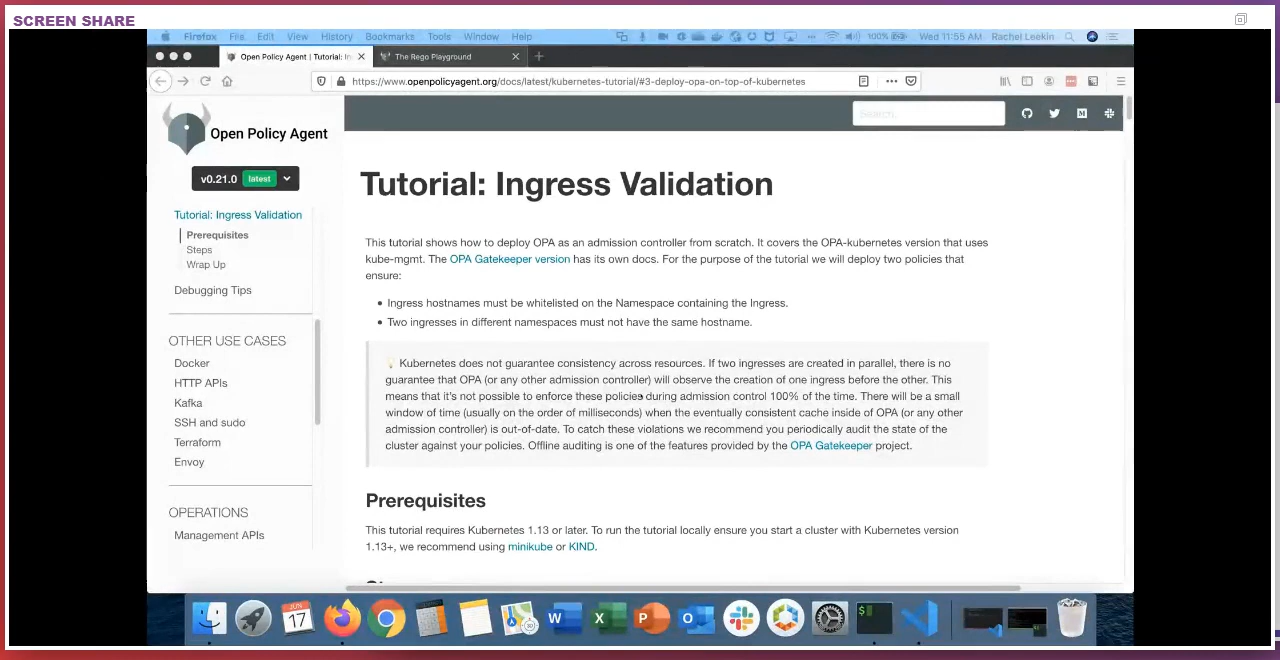 SCREEN SHARE
Firefox File Edit View History Bookmarks Tools Window Help 100% Wed 11:55 AM Rachel Leekin
Open Policy Agent | Tutorial: In
The Rego Playground
https://www.openpolicyagent.org/docs/latest/kubernetes-tutorial/#3-deploy-opa-on-top-of-kubernetes
Open Policy Agent
Search
v0.21.0 latest
Tutorial: Ingress Validation
Prerequisites
Steps
Wrap Up
Debugging Tips
OTHER USE CASES
Docker
HTTP APIs
Kafka
SSH and sudo
Terraform
Envoy
OPERATIONS
Management APIs
Tutorial: Ingress Validation
This tutorial shows how to deploy OPA as an admission controller from scratch. It covers the OPA-kubernetes version that uses
kube-mgmt. The OPA Gatekeeper version has its own docs. For the purpose of the tutorial we will deploy two policies that
ensure:
• Ingress hostnames must be whitelisted on the Namespace containing the Ingress.
• Two ingresses in different namespaces must not have the same hostname.
Kubernetes does not guarantee consistency across resources. If two ingresses are created in parallel, there is no
guarantee that OPA (or any other admission controller) will observe the creation of one ingress before the other. This
means that it's not possible to enforce these policies during admission control 100% of the time. There will be a small
window of time (usually on the order of milliseconds) when the eventually consistent cache inside of OPA (or any other
admission controller) is out-of-date. To catch these violations we recommend you periodically audit the state of the
cluster against your policies. Offline auditing is one of the features provided by the OPA Gatekeeper project.
Prerequisites
This tutorial requires Kubernetes 1.13 or later. To run the tutorial locally ensure you start a cluster with Kubernetes version
1.13+, we recommend using minikube or KIND.
JUN
17
W X P O